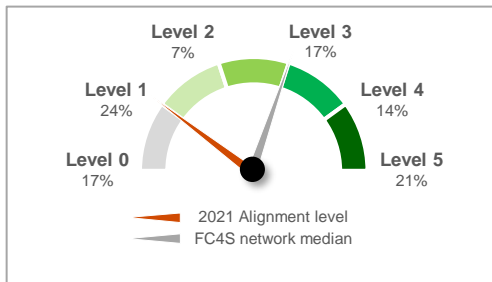 Level 2
7%
Level 3
17%
Level 1
24%
Level 4
14%
Level 0
17%
Level 5
21%
2021 Alignment level
FC4S network median